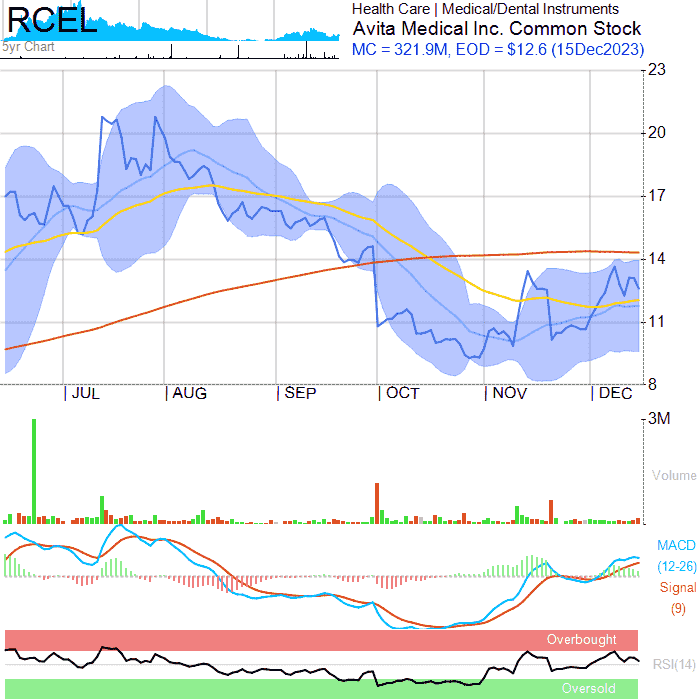 RCEL
5yr Chart
Health Care | Medical/Dental Instruments
Avita Medical Inc. Common Stock
MC = 321.9M, EOD = $12.6 (15Dec2023)
23
20
17
14
11
8
| JUL | AUG | SEP | OCT | NOV | DEC
3M
Volume
MACD
(12-26)
Signal
(9)
Overbought
RSI(14)
Oversold